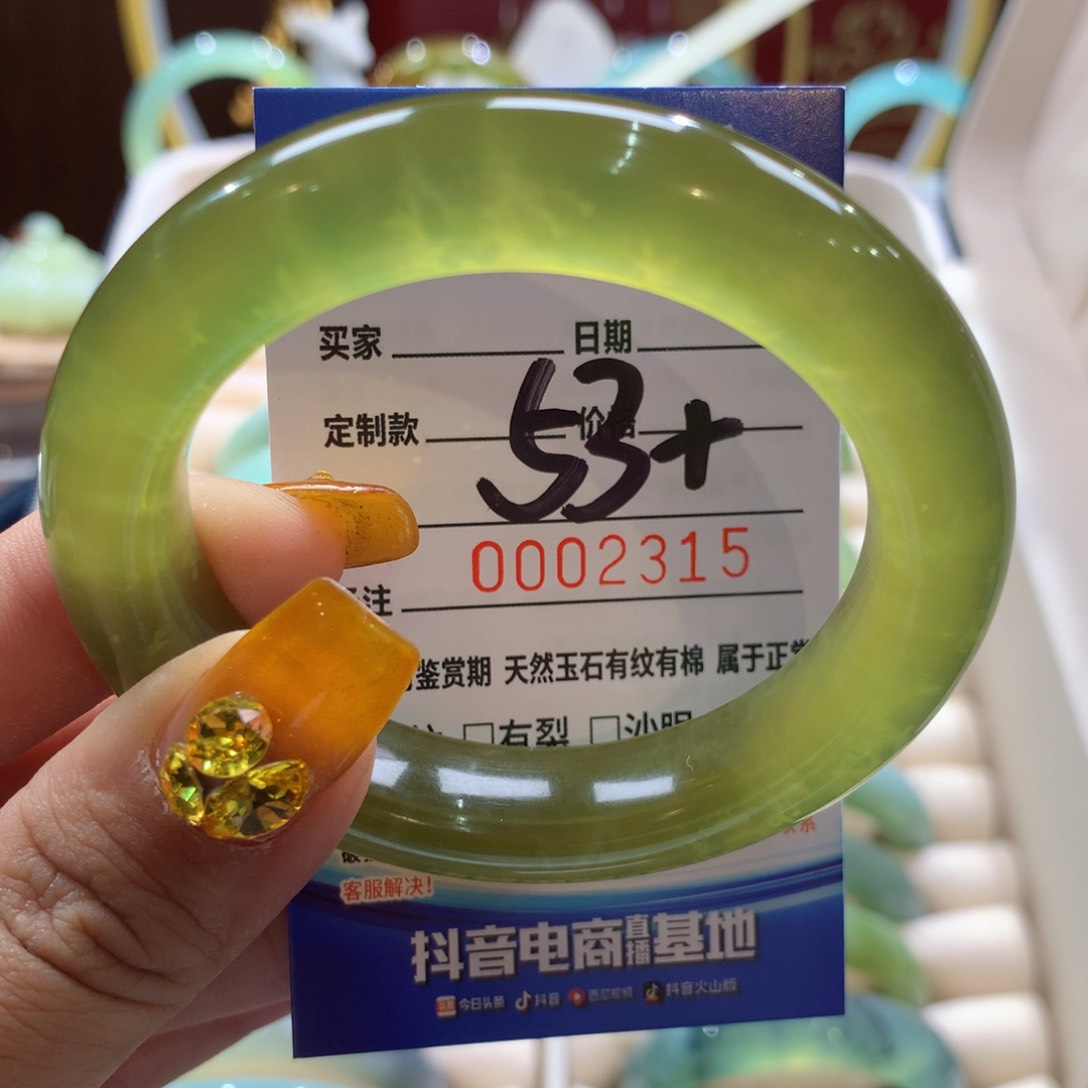 买家 日期
定制款 价格
53+
0002315
注
鉴赏期 天然玉石有纹有棉 属于正常
□有裂 □沙眼
客服解决！
抖音电商直播基地
今日头条 抖音 西瓜视频 抖音火山版